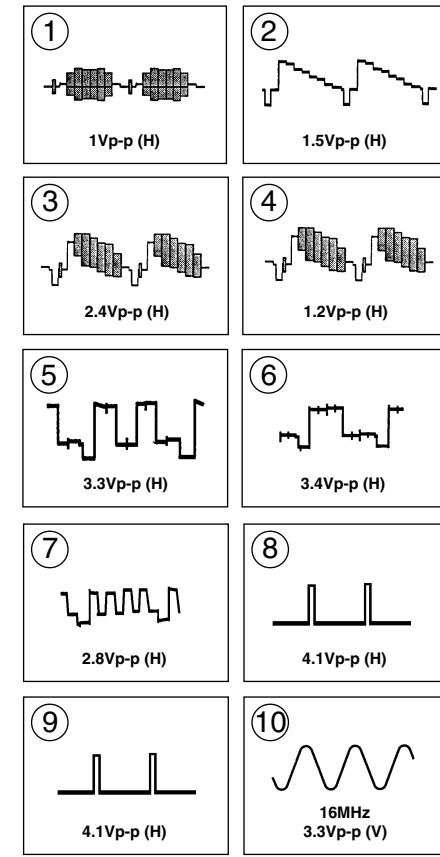 1
1Vp-p (H)
2
1.5Vp-p (H)
3
2.4Vp-p (H)
4
1.2Vp-p (H)
5
3.3Vp-p (H)
6
3.4Vp-p (H)
7
2.8Vp-p (H)
8
4.1Vp-p (H)
9
4.1Vp-p (H)
10
16MHz
3.3Vp-p (V)